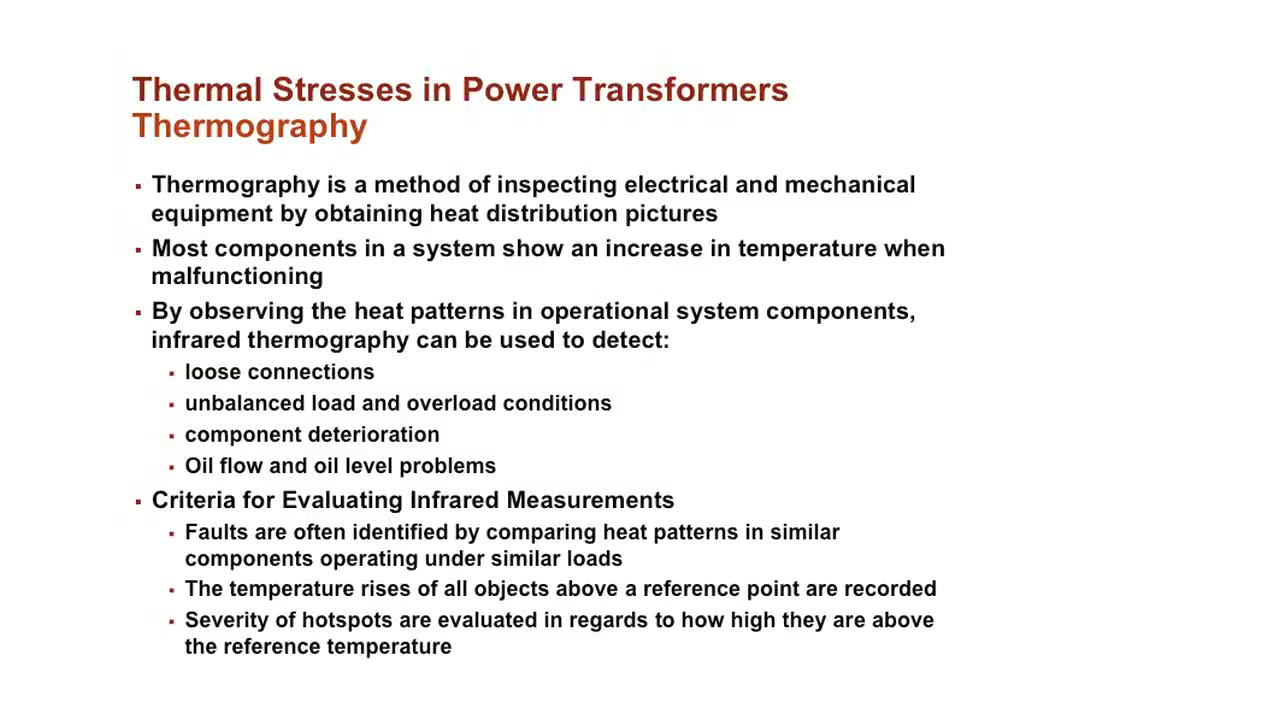 Thermal Stresses in Power Transformers
Thermography
▪ Thermography is a method of inspecting electrical and mechanical
equipment by obtaining heat distribution pictures
▪ Most components in a system show an increase in temperature when
malfunctioning
▪ By observing the heat patterns in operational system components,
infrared thermography can be used to detect:
▪ loose connections
▪ unbalanced load and overload conditions
▪ component deterioration
▪ Oil flow and oil level problems
▪ Criteria for Evaluating Infrared Measurements
▪ Faults are often identified by comparing heat patterns in similar
components operating under similar loads
▪ The temperature rises of all objects above a reference point are recorded
▪ Severity of hotspots are evaluated in regards to how high they are above
the reference temperature